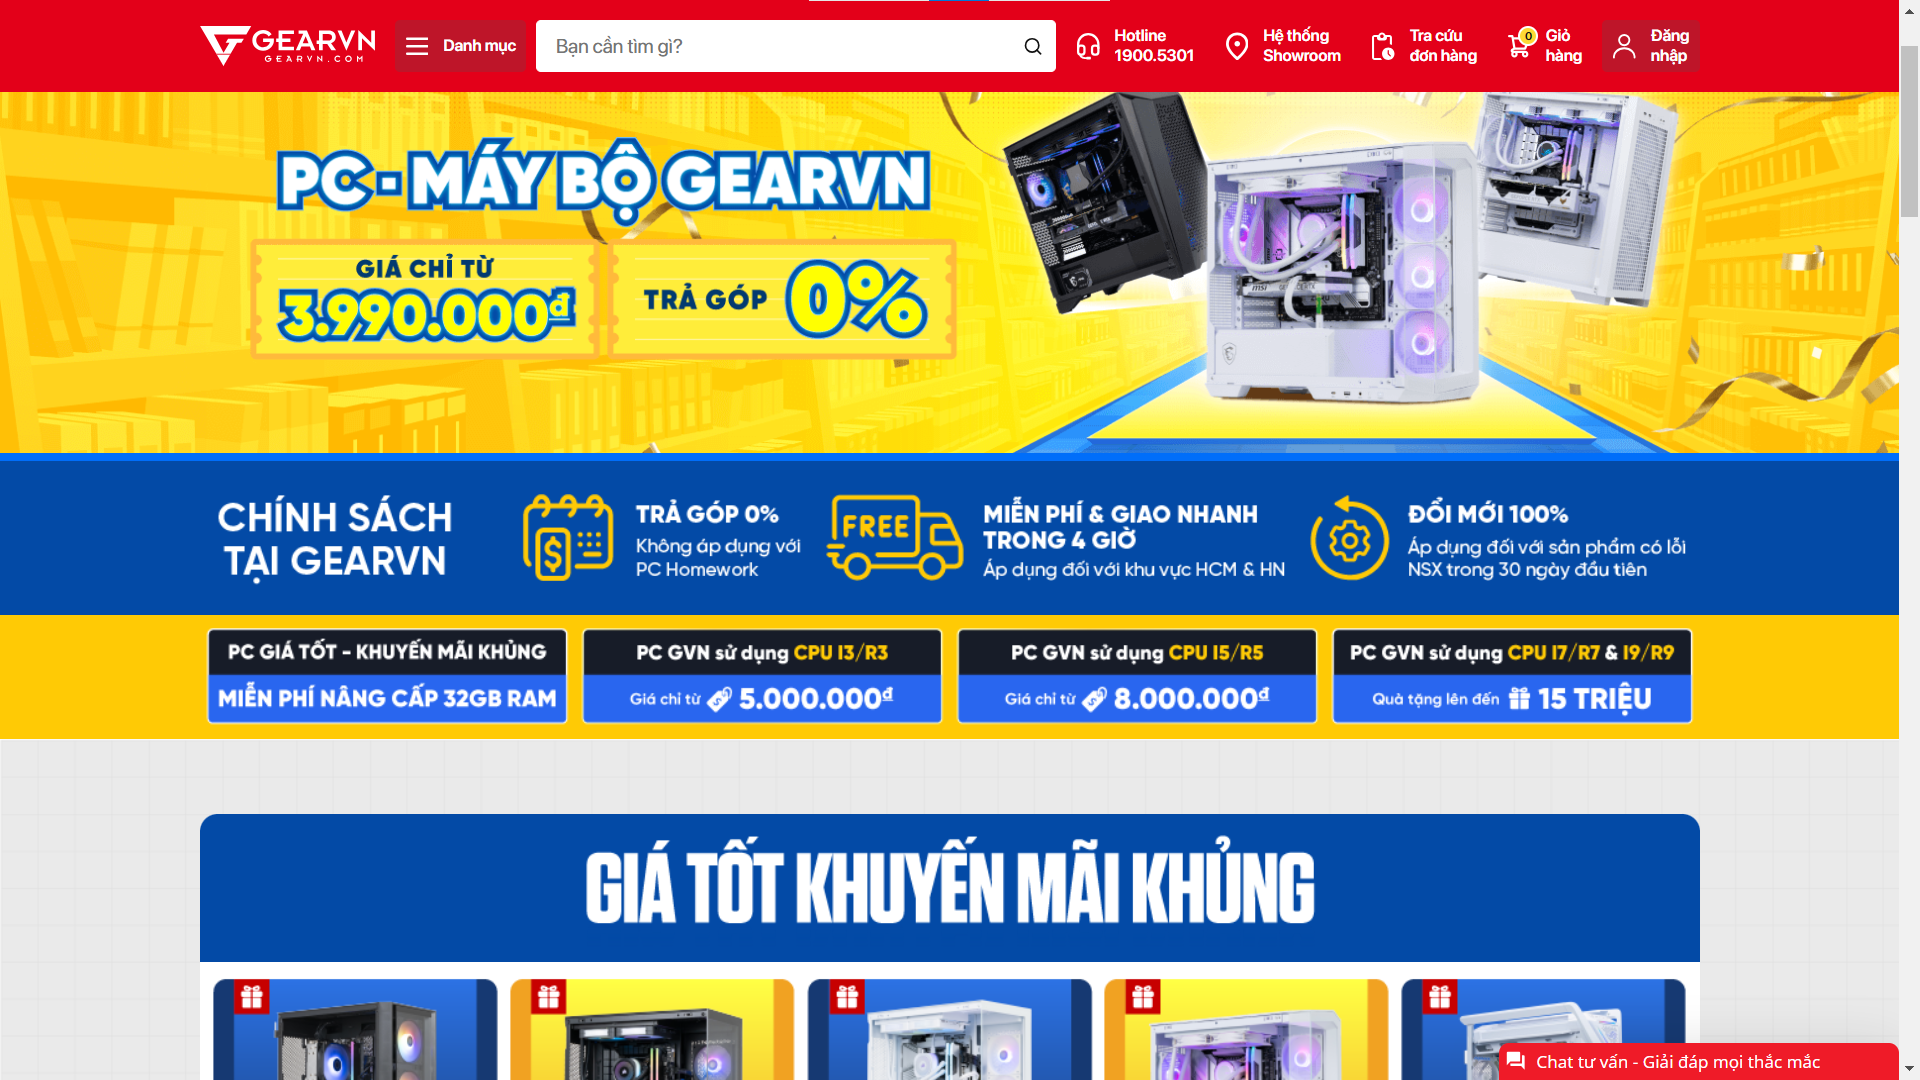 GEARVN
GEARVN.COM
Danh mục
Bạn cần tìm gì?
Hotline
1900.5301
Hệ thống
Showroom
Tra cứu
đơn hàng
0
Giỏ
hàng
Đăng
nhập
PC - MÁY BỘ GEARVN
GIÁ CHỈ TỪ
3.990.000đ
TRẢ GÓP 0%
CHÍNH SÁCH
TẠI GEARVN
TRẢ GÓP 0%
Không áp dụng với
PC Homework
FREE
MIỄN PHÍ & GIAO NHANH
TRONG 4 GIỜ
Áp dụng đối với khu vực HCM & HN
ĐỔI MỚI 100%
Áp dụng đối với sản phẩm có lỗi
NSX trong 30 ngày đầu tiên
PC GIÁ TỐT - KHUYẾN MÃI KHỦNG
MIỄN PHÍ NÂNG CẤP 32GB RAM
PC GVN sử dụng CPU I3/R3
Giá chỉ từ 5.000.000đ
PC GVN sử dụng CPU I5/R5
Giá chỉ từ 8.000.000đ
PC GVN sử dụng CPU I7/R7 & I9/R9
Quà tặng lên đến 15 TRIỆU
GIÁ TỐT KHUYẾN MÃI KHỦNG
Chat tư vấn - Giải đáp mọi thắc mắc